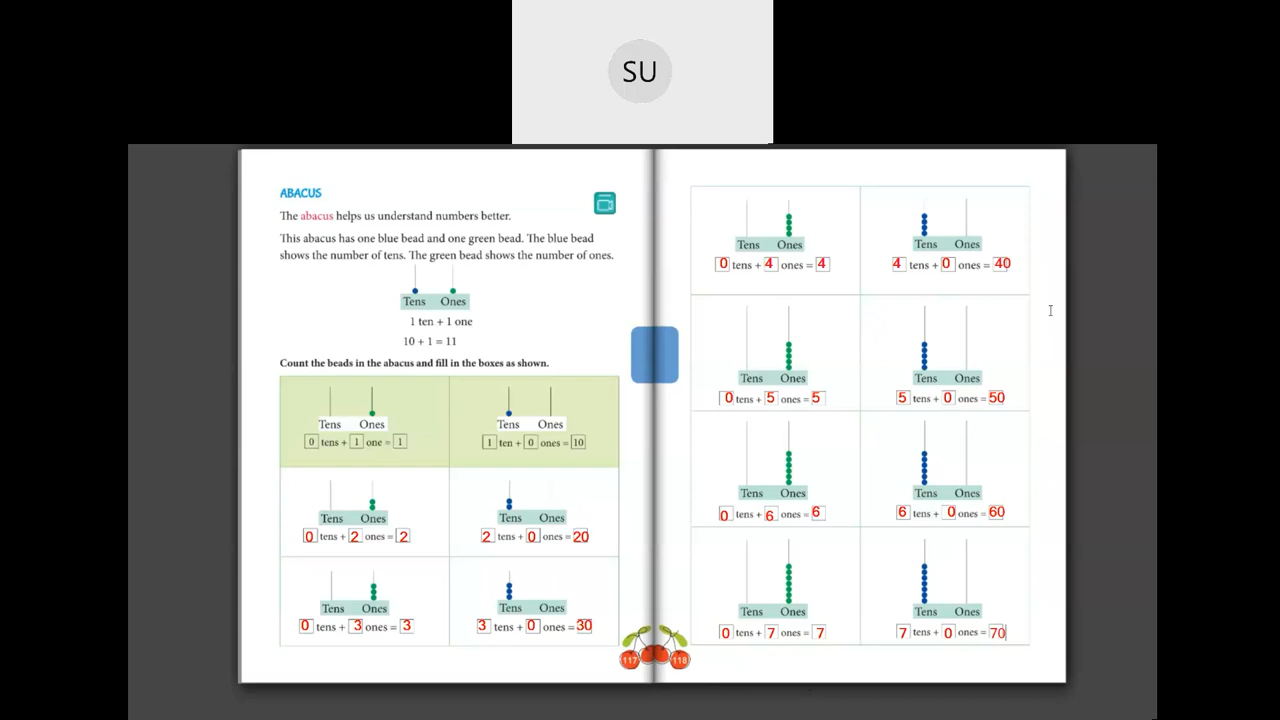 SU
ABACUS
The abacus helps us understand numbers better.
This abacus has one blue bead and one green bead. The blue bead
shows the number of tens. The green bead shows the number of ones.
Tens Ones
1 ten + 1 one
10 + 1 = 11
Count the beads in the abacus and fill in the boxes as shown.
Tens Ones
0 tens + 1 one = 1
Tens Ones
1 ten + 0 ones = 10
Tens Ones
0 tens + 2 ones = 2
Tens Ones
2 tens + 0 ones = 20
Tens Ones
0 tens + 3 ones = 3
Tens Ones
3 tens + 0 ones = 30
117
Tens Ones
0 tens + 4 ones = 4
Tens Ones
4 tens + 0 ones = 40
Tens Ones
0 tens + 5 ones = 5
Tens Ones
5 tens + 0 ones = 50
Tens Ones
0 tens + 6 ones = 6
Tens Ones
6 tens + 0 ones = 60
Tens Ones
0 tens + 7 ones = 7
Tens Ones
7 tens + 0 ones = 70
118